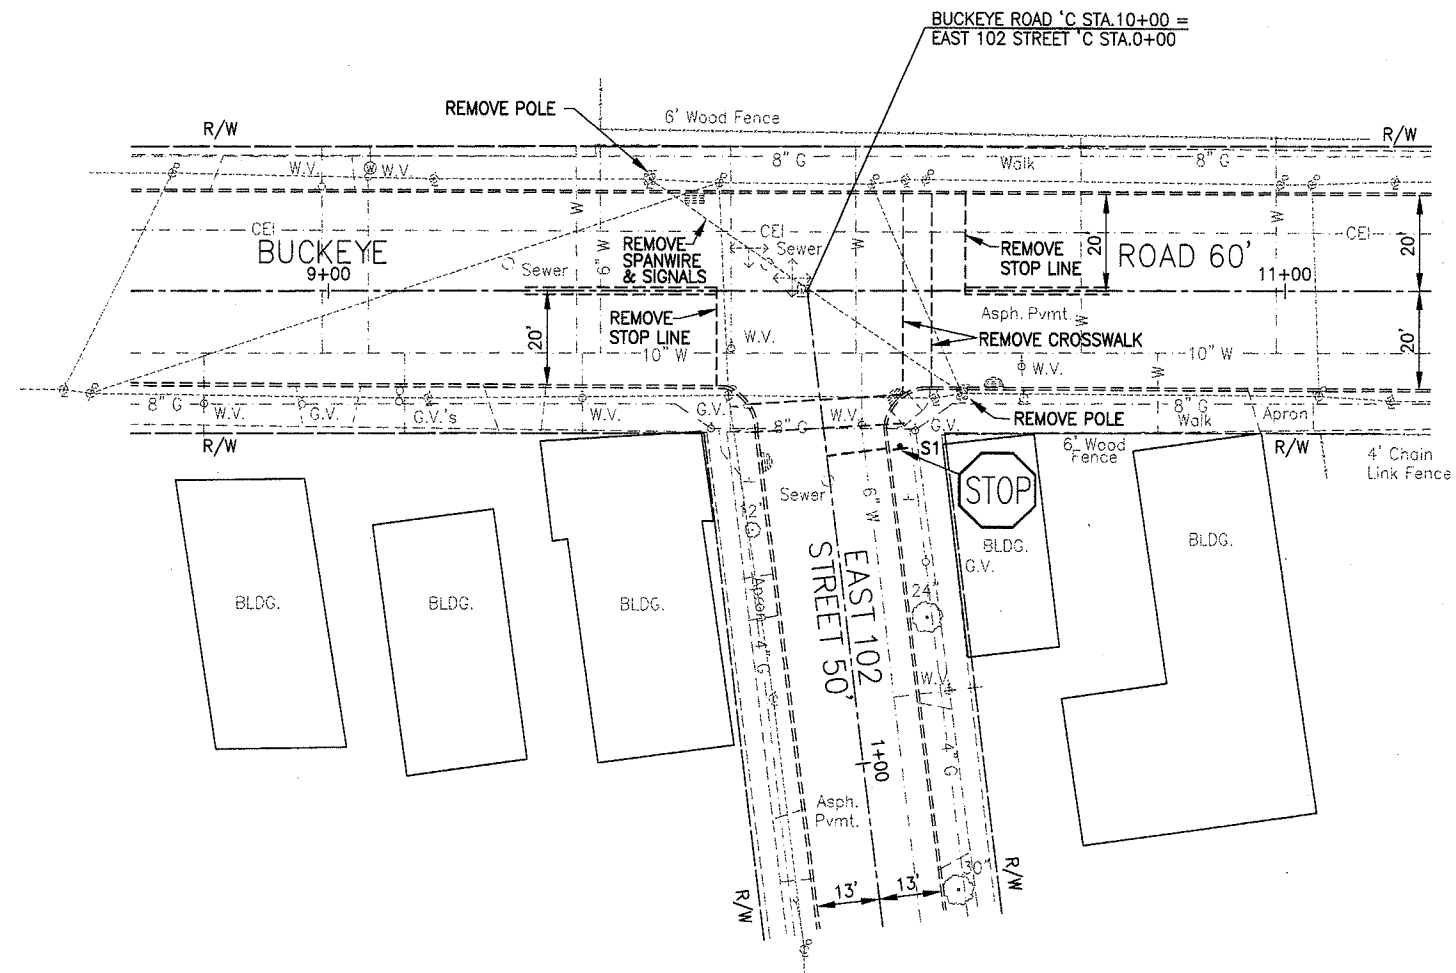 BUCKEYE ROAD 'C STA.10+00 =
EAST 102 STREET 'C STA.0+00
REMOVE POLE
6' Wood Fence
R/W
R/W
W.V.
W.V.
8" G
Walk
8" G
W
W
CEI
CEI
CEI
BUCKEYE
9+00
Sewer
6" W
REMOVE
SPANWIRE
& SIGNALS
Sewer
W
REMOVE
STOP LINE
20'
ROAD 60'
11+00
20'
REMOVE
STOP LINE
20'
W.V.
Asph. Pvmt.
W
REMOVE CROSSWALK
20'
10" W
10" W
W.V.
W
8" G
W.V.
G.V.
G.V.'s
W.V.
G.V.
8" G
W.V.
G.V.
REMOVE POLE
8" G
Walk
Apron
R/W
S1
6' Wood
Fence
R/W
4' Chain
Link Fence
STOP
Sewer
6" W
12"
BLDG.
BLDG.
BLDG.
BLDG.
G.V.
BLDG.
Apron
4" G
EAST 102
STREET 50'
24"
W.V.
4" G
1+00
Asph.
Pvmt.
13'
13'
30"
R/W
R/W